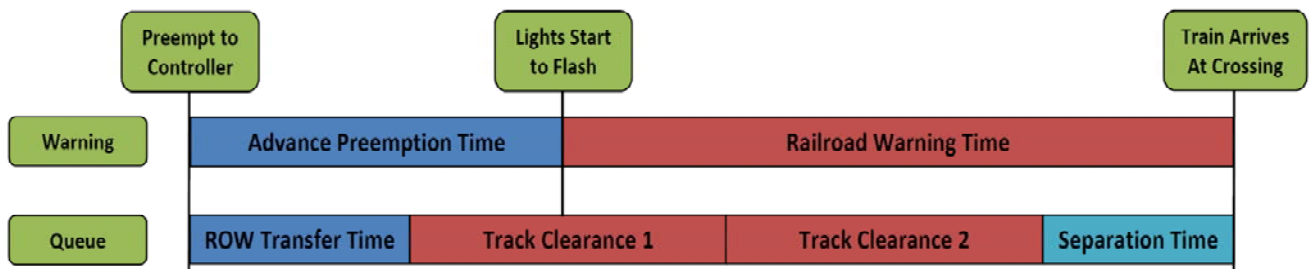 Preempt to
Controller
Lights Start
to Flash
Train Arrives
At Crossing
Warning
Advance Preemption Time
Railroad Warning Time
Queue
ROW Transfer Time
Track Clearance 1
Track Clearance 2
Separation Time